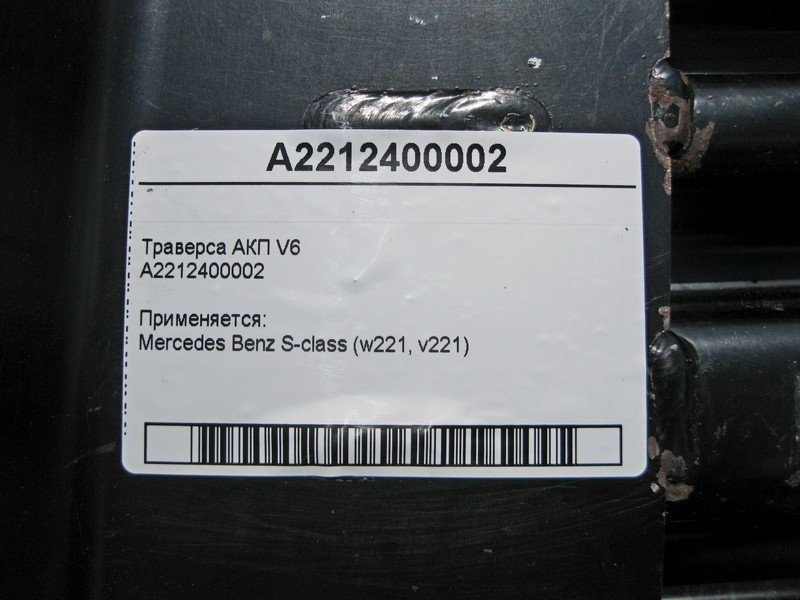 A2212400002
Траверса АКП V6
A2212400002
Применяется:
Mercedes Benz S-class (w221, v221)